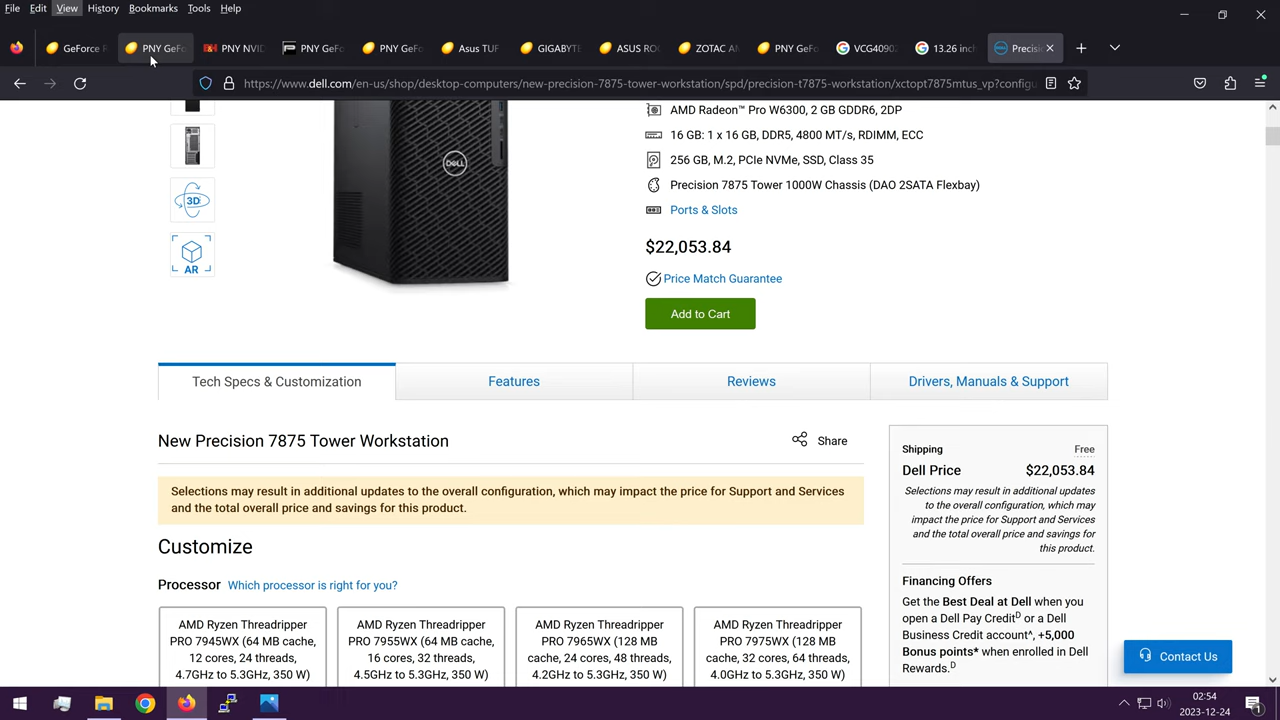 File Edit View History Bookmarks Tools Help
GeForce R
PNY GeFo
PNY NVID
PNY GeFo
PNY GeFo
Asus TUF
GIGABYTE
ASUS ROG
ZOTAC AM
PNY GeFo
VCG4090
13.26 inch
Precision
https://www.dell.com/en-us/shop/desktop-computers/new-precision-7875-tower-workstation/spd/precision-t7875-workstation/xctopt7875mtus_vp?configu
AMD Radeon™ Pro W6300, 2 GB GDDR6, 2DP
16 GB: 1 x 16 GB, DDR5, 4800 MT/s, RDIMM, ECC
256 GB, M.2, PCIe NVMe, SSD, Class 35
Precision 7875 Tower 1000W Chassis (DAO 2SATA Flexbay)
Ports & Slots
DELL
3D
AR
$22,053.84
Price Match Guarantee
Add to Cart
Tech Specs & Customization
Features
Reviews
Drivers, Manuals & Support
New Precision 7875 Tower Workstation
Share
Selections may result in additional updates to the overall configuration, which may impact the price for Support and Services
and the total overall price and savings for this product.
Customize
Processor Which processor is right for you?
AMD Ryzen Threadripper
PRO 7945WX (64 MB cache,
12 cores, 24 threads,
4.7GHz to 5.3GHz, 350 W)
AMD Ryzen Threadripper
PRO 7955WX (64 MB cache,
16 cores, 32 threads,
4.5GHz to 5.3GHz, 350 W)
AMD Ryzen Threadripper
PRO 7965WX (128 MB
cache, 24 cores, 48 threads,
4.2GHz to 5.3GHz, 350 W)
AMD Ryzen Threadripper
PRO 7975WX (128 MB
cache, 32 cores, 64 threads,
4.0GHz to 5.3GHz, 350 W)
Shipping Free
Dell Price $22,053.84
Selections may result in additional updates
to the overall configuration, which may
impact the price for Support and Services
and the total overall price and savings for
this product.
Financing Offers
Get the Best Deal at Dell when you
open a Dell Pay Credit^D or a Dell
Business Credit account^, +5,000
Bonus points* when enrolled in Dell
Rewards.^D
Contact Us
02:54
2023-12-24
1